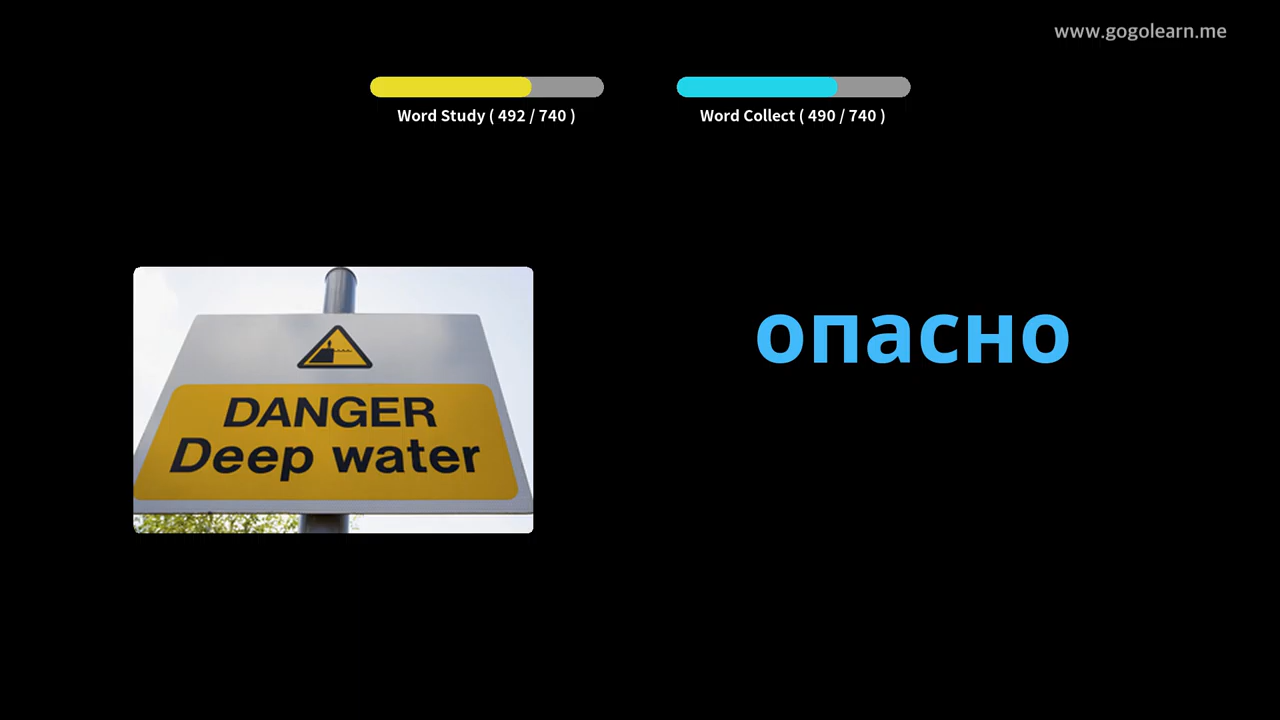 www.gogolearn.me
Word Study ( 492 / 740 )
Word Collect ( 490 / 740 )
опасно
DANGER
Deep water